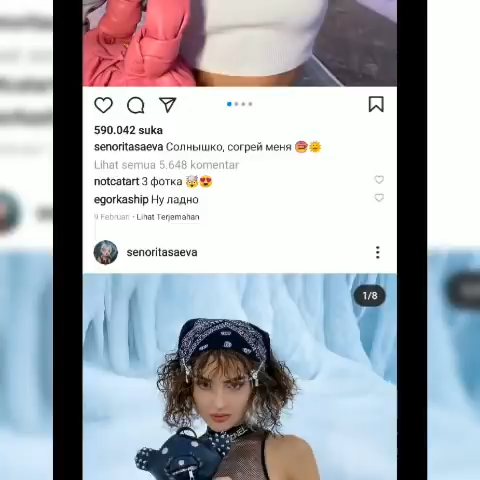 590.042 suka
senoritasaeva Солнышко, согрей меня
Lihat semua 5.648 komentar
notcatart 3 фотка 🤯😍
egorkaship Ну ладно
9 Februari • Lihat Terjemahan
senoritasaeva
1/8